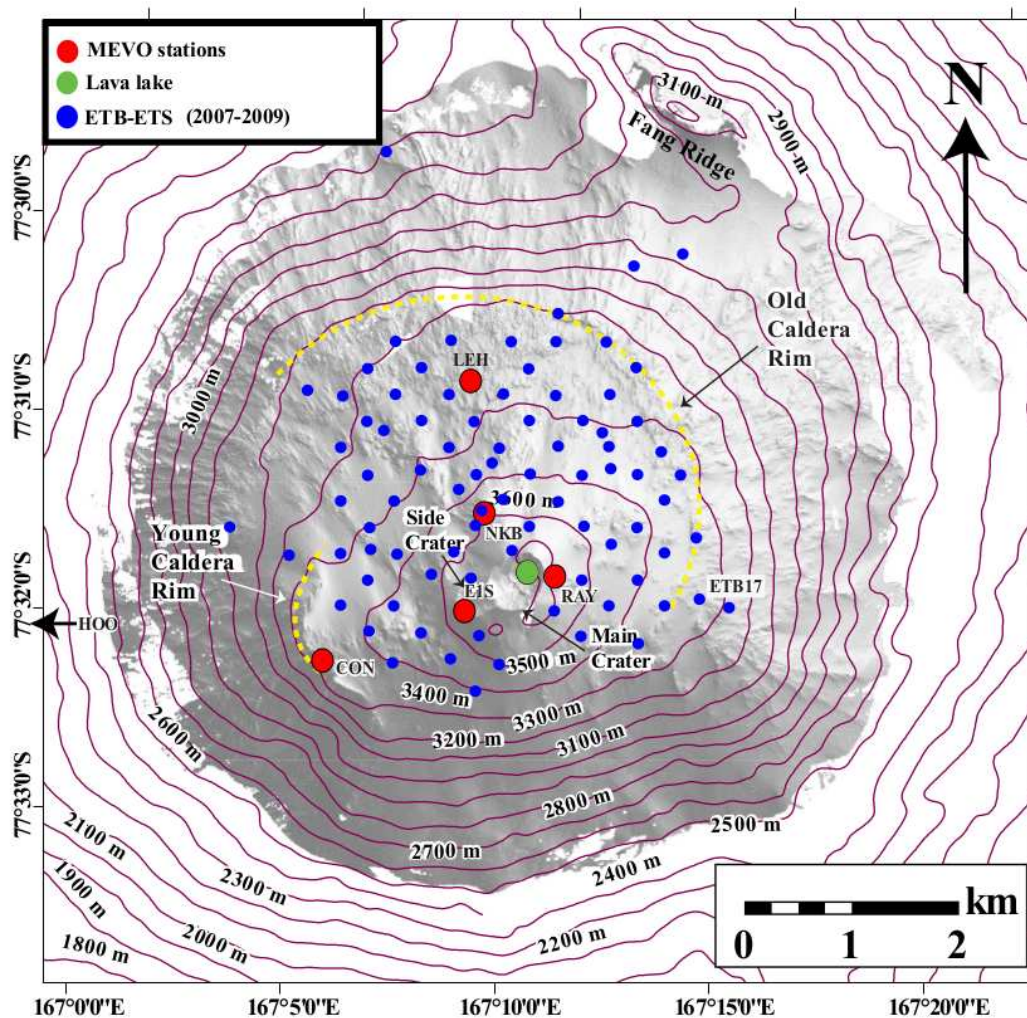 MEVO stations
Lava lake
ETB-ETS (2007-2009)
3100 m
2900 m
Fang Ridge
N
77°30'0"S
Old
Caldera
Rim
LEH
77°31'0"S
3000 m
3600 m
Side
Crater
NKB
Young
Caldera
Rim
E1S
RAY
ETB17
77°32'0"S
HOO
Main
Crater
CON
3500 m
3400 m
3300 m
3200 m
3100 m
2600 m
77°33'0"S
2800 m
2500 m
2700 m
2100 m
2400 m
2300 m
1900 m
2200 m
2000 m
1800 m
km
0 1 2
167°0'0"E 167°5'0"E 167°10'0"E 167°15'0"E 167°20'0"E